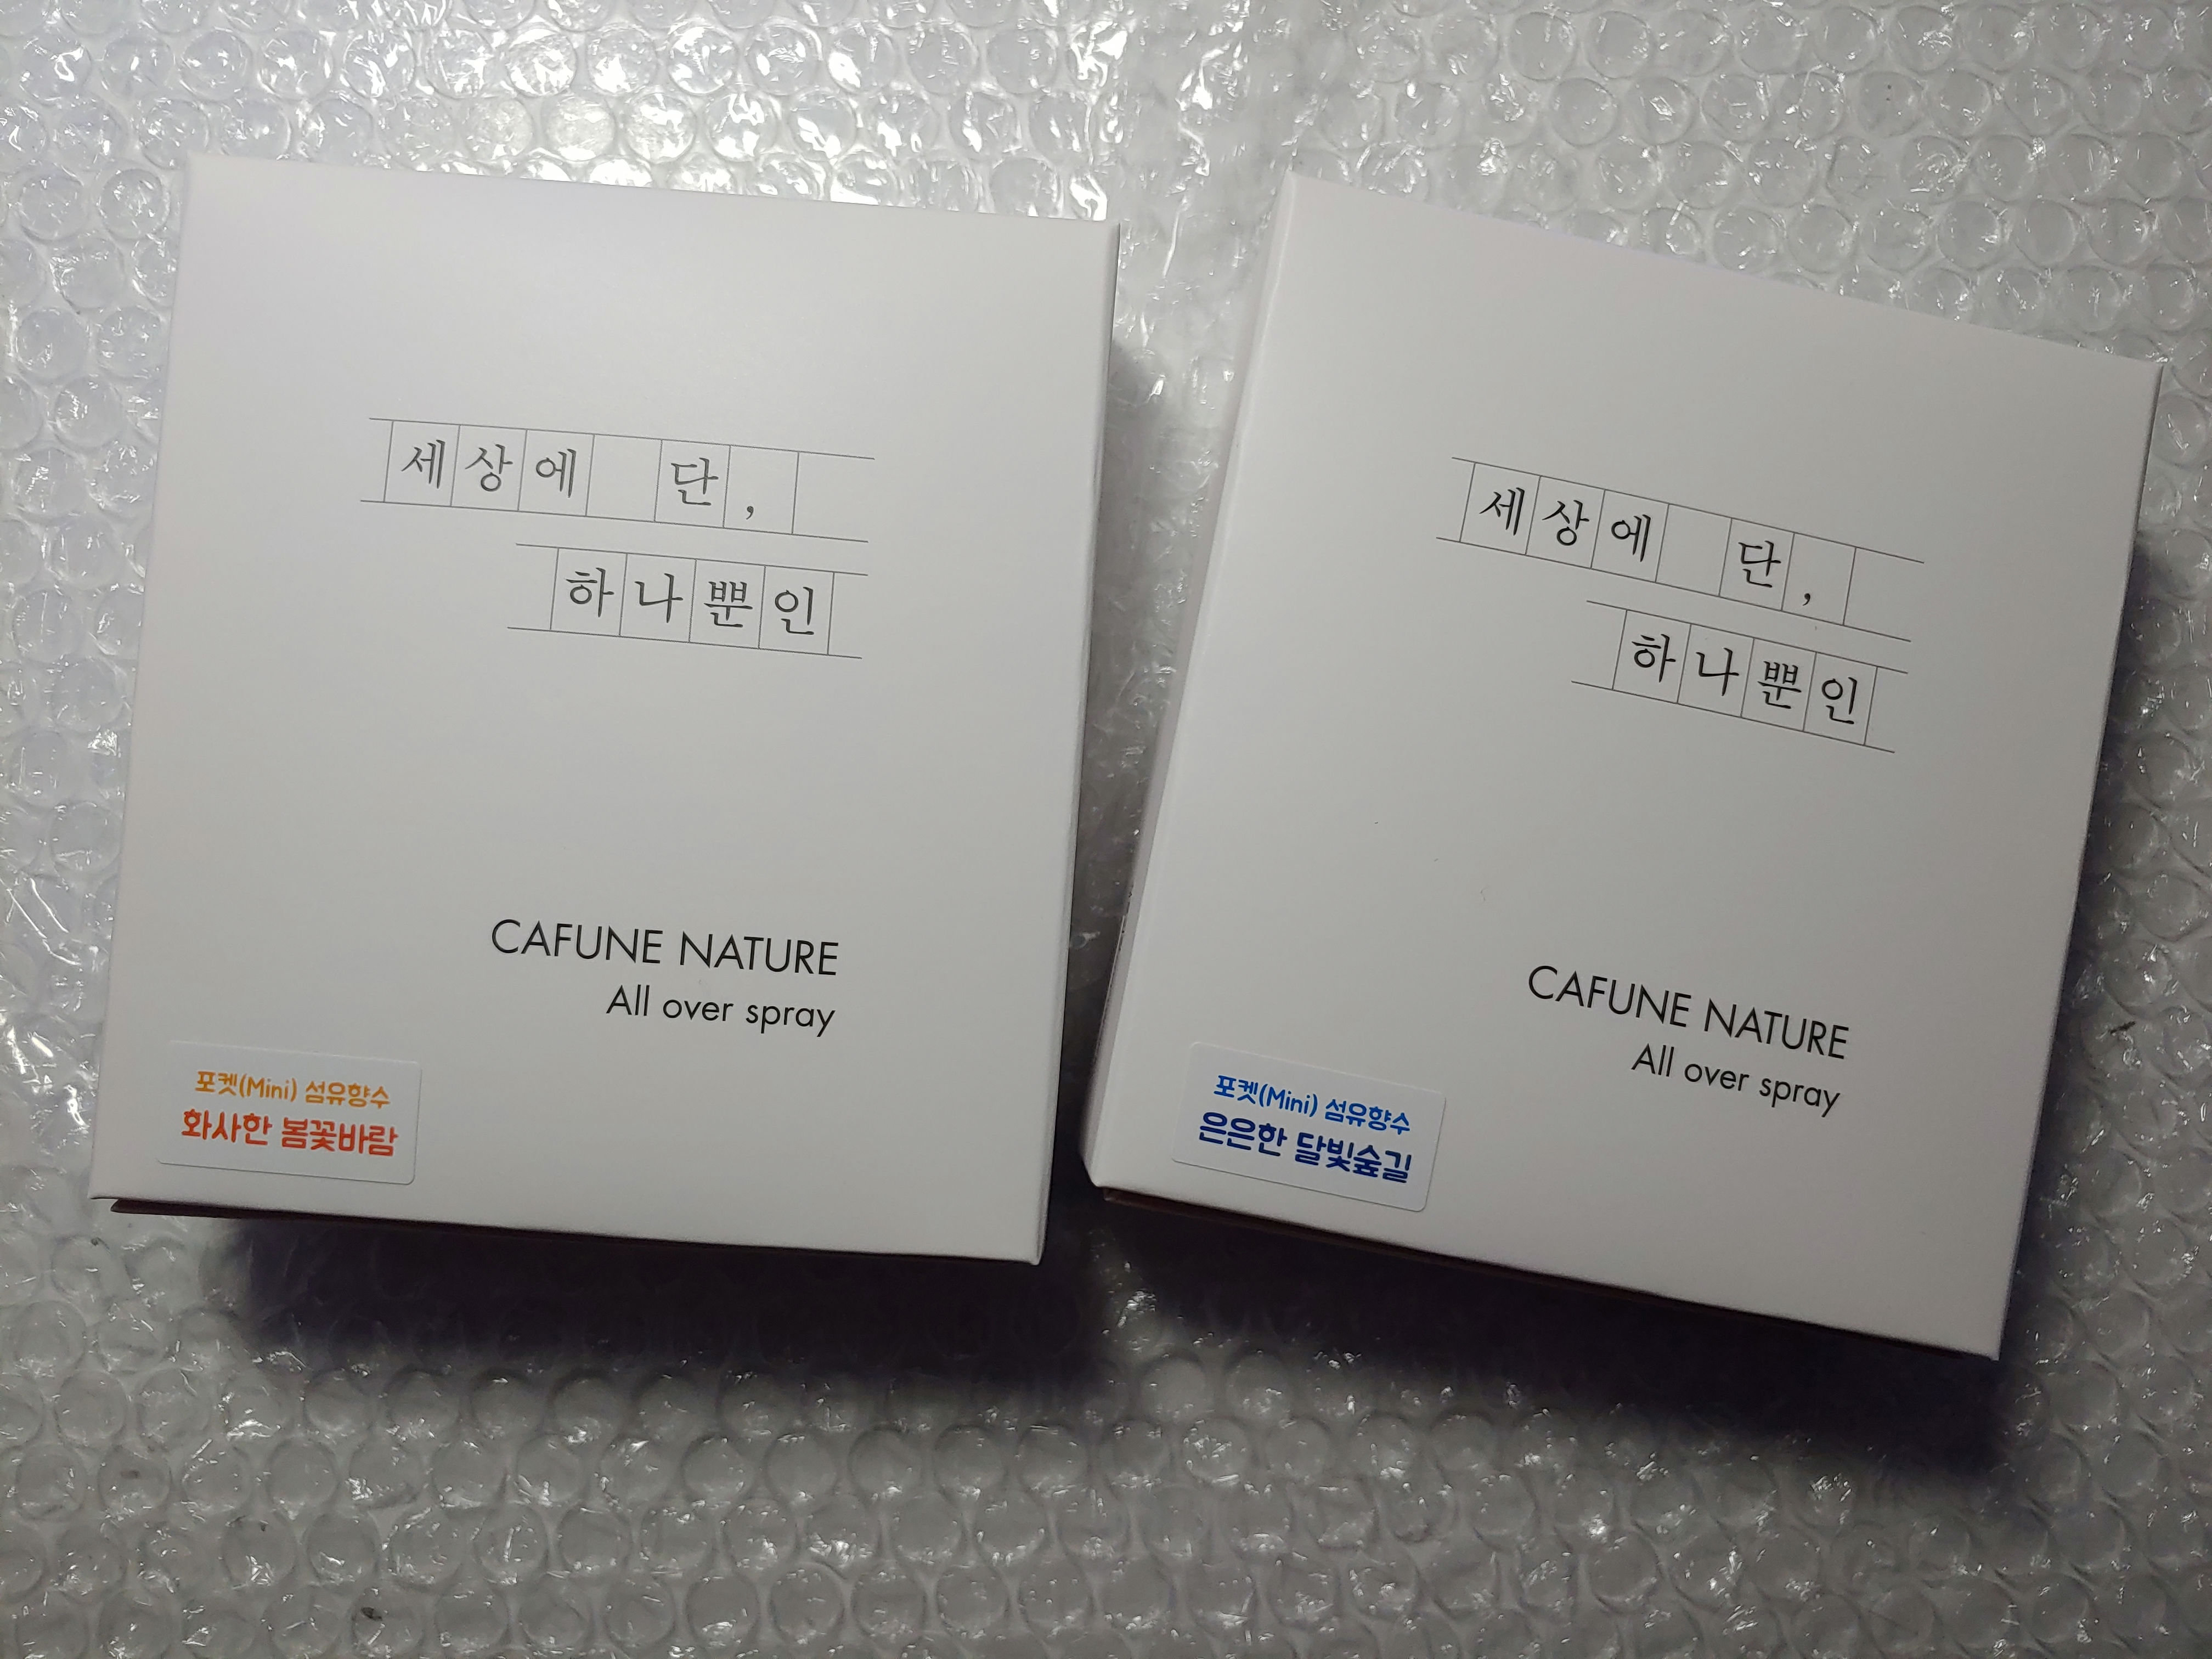 세상에 단,
하나뿐인
CAFUNE NATURE
All over spray
포켓(Mini) 섬유향수
화사한 봄꽃바람
세상에 단,
하나뿐인
CAFUNE NATURE
All over spray
포켓(Mini) 섬유향수
은은한 달빛숲길